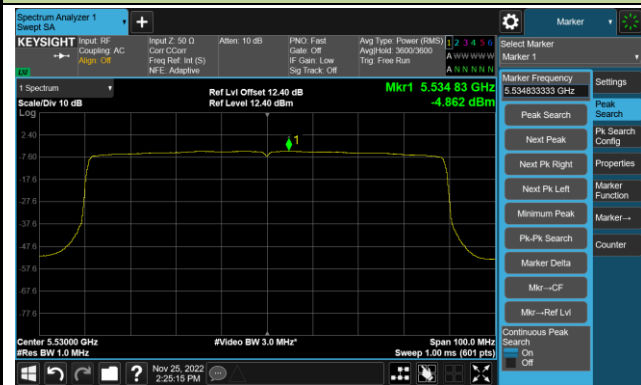 Spectrum Analyzer 1
Swept SA
Marker
KEYSIGHT
Input: RF
Coupling: AC
Align: Off
Input Z: 50 Ω
Corr CCorr
Freq Ref: Int (S)
NFE: Adaptive
Atten: 10 dB
PNO: Fast
Gate: Off
IF Gain: Low
Sig Track: Off
Avg Type: Power (RMS)
Avg|Hold: 3600/3600
Trig: Free Run
1 2 3 4 5 6
A W W W W W
A N N N N N
LXI
1 Spectrum
Scale/Div 10 dB
Log
Ref Lvl Offset 12.40 dB
Ref Level 12.40 dBm
Mkr1 5.534 83 GHz
-4.862 dBm
1
2.40
-7.60
-17.6
-27.6
-37.6
-47.6
-57.6
-67.6
-77.6
Center 5.53000 GHz
#Res BW 1.0 MHz
#Video BW 3.0 MHz*
Span 100.0 MHz
Sweep 1.00 ms (601 pts)
Nov 25, 2022
2:25:15 PM
Select Marker
Marker 1
Marker Frequency
5.534833333 GHz
Peak Search
Next Peak
Next Pk Right
Next Pk Left
Minimum Peak
Pk-Pk Search
Marker Delta
Mkr→CF
Mkr→Ref Lvl
Continuous Peak
Search
On
Off
Settings
Peak
Search
Pk Search
Config
Properties
Marker
Function
Marker→
Counter